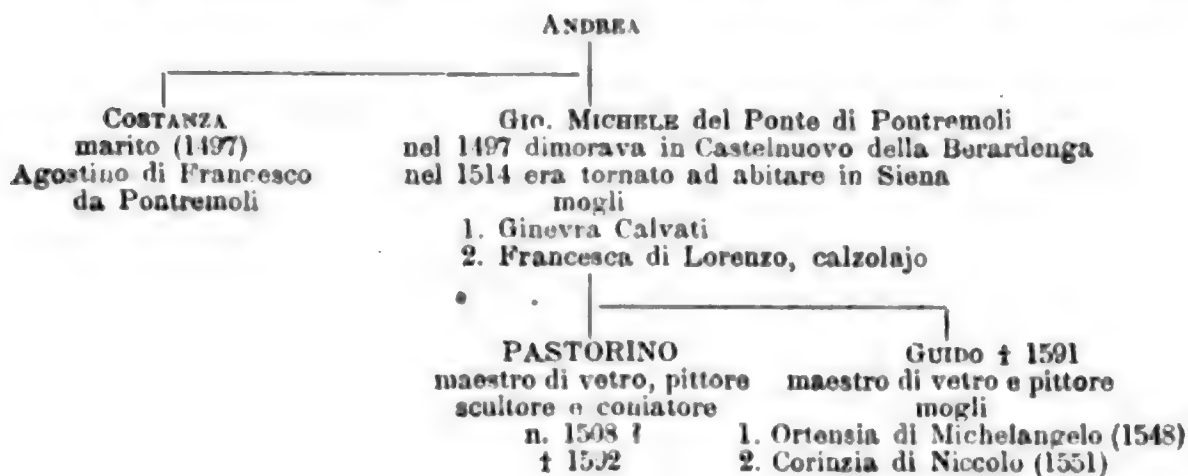 ANDREA
COSTANZA
marito (1497)
Agostino di Francesco
da Pontremoli
GIO. MICHELE del Ponte di Pontremoli
nel 1497 dimorava in Castelnuovo della Berardenga
nel 1514 era tornato ad abitare in Siena
mogli
1. Ginevra Calvati
2. Francesca di Lorenzo, calzolajo
PASTORINO
maestro di vetro, pittore
scultore e coniatore
n. 1508 ?
† 1592
GUIDO † 1591
maestro di vetro e pittore
mogli
1. Ortensia di Michelangelo (1548)
2. Corinzia di Niccolo (1551)